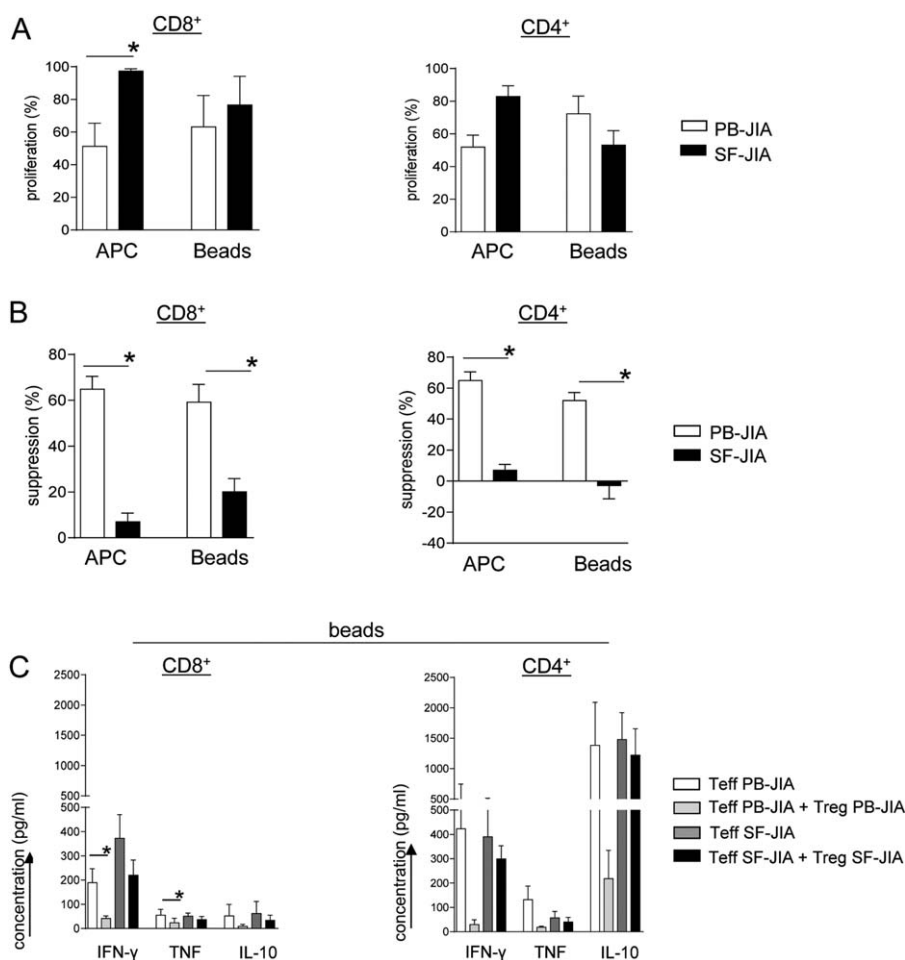 A
CD8⁺
CD4⁺
proliferation (%)
100
80
60
40
20
0
*
APC
Beads
proliferation (%)
100
80
60
40
20
0
APC
Beads
PB-JIA
SF-JIA
B
CD8⁺
CD4⁺
suppression (%)
80
60
40
20
0
*
*
APC
Beads
suppression (%)
80
60
40
20
0
-20
-40
*
*
APC
Beads
PB-JIA
SF-JIA
beads
C
CD8⁺
CD4⁺
concentration (pg/ml)
2500
2000
1500
1000
500
500
400
300
200
100
0
*
*
IFN-γ
TNF
IL-10
concentration (pg/ml)
2500
2000
1500
1000
500
500
400
300
200
100
0
IFN-γ
TNF
IL-10
Teff PB-JIA
Teff PB-JIA + Treg PB-JIA
Teff SF-JIA
Teff SF-JIA + Treg SF-JIA